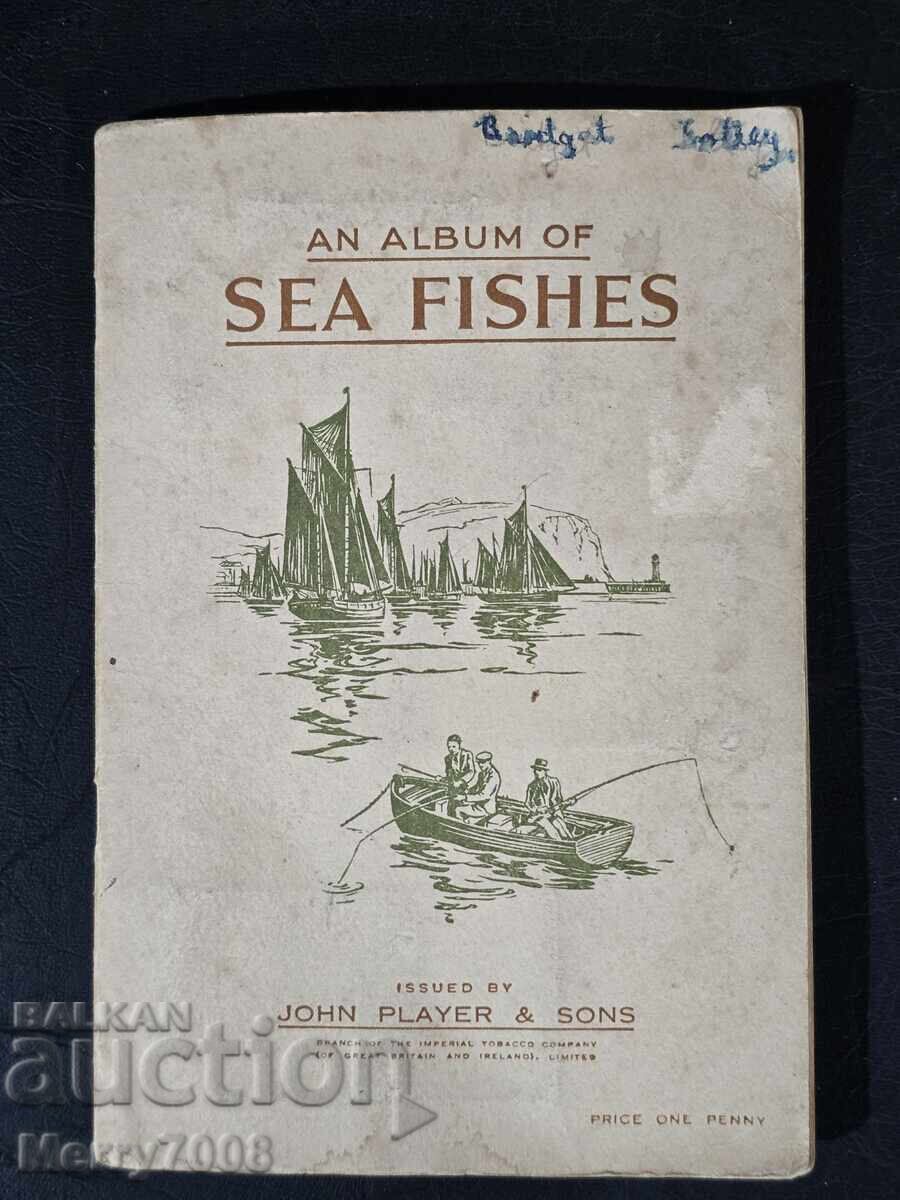 AN ALBUM OF
SEA FISHES
ISSUED BY
JOHN PLAYER & SONS
BRANCH OF THE IMPERIAL TOBACCO COMPANY
(OF GREAT BRITAIN AND IRELAND), LIMITED
PRICE ONE PENNY
BALKAN
auction
Merry7008